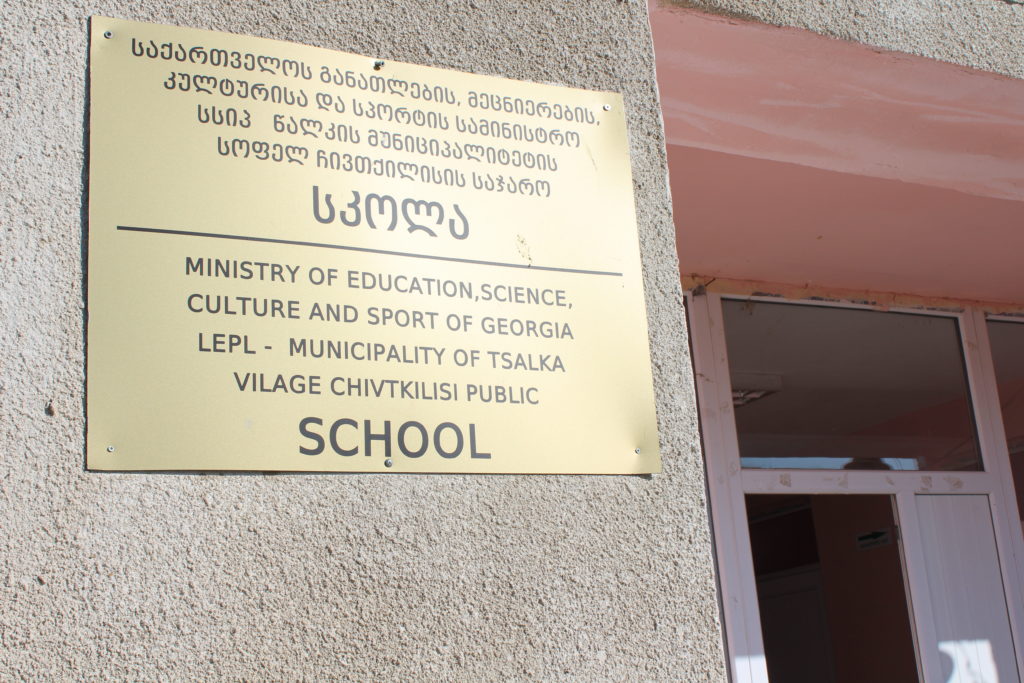 საქართველოს განათლების, მეცნიერების,
კულტურისა და სპორტის სამინისტრო
სსიპ წალკის მუნიციპალიტეტის
სოფელ ჩივთქილისის საჯარო
სკოლა
MINISTRY OF EDUCATION,SCIENCE,
CULTURE AND SPORT OF GEORGIA
LEPL - MUNICIPALITY OF TSALKA
VILAGE CHIVTKILISI PUBLIC
SCHOOL